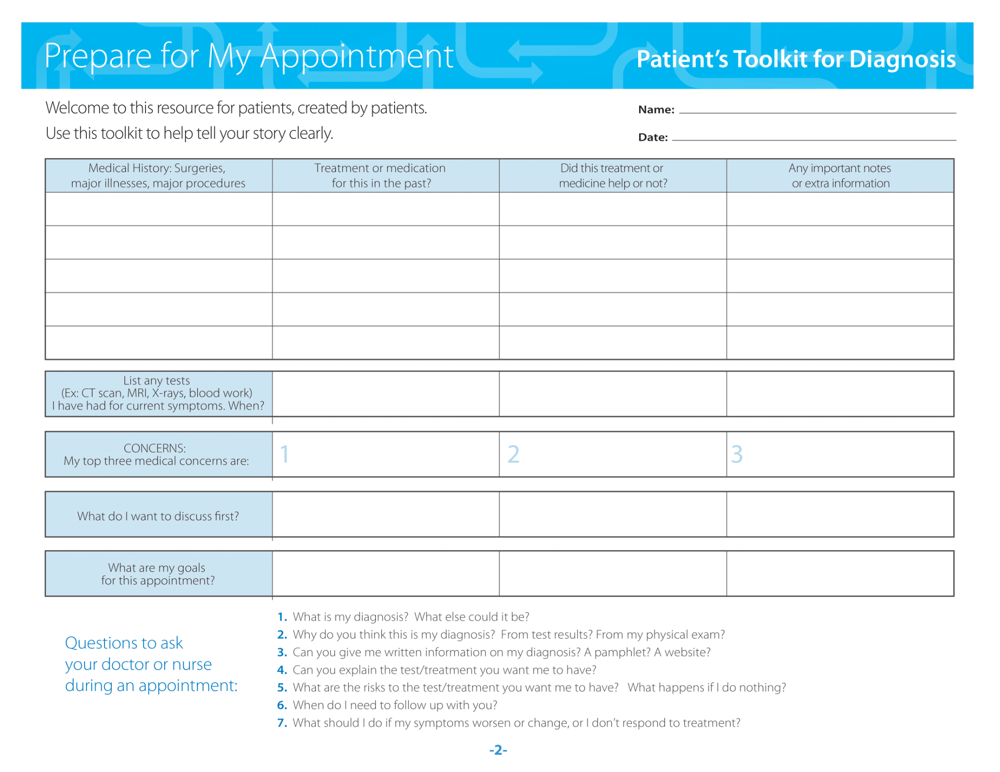 Prepare for My Appointment
Patient’s Toolkit for Diagnosis
Welcome to this resource for patients, created by patients.
Use this toolkit to help tell your story clearly.
Name:
Date:
Medical History: Surgeries,
major illnesses, major procedures
Treatment or medication
for this in the past?
Did this treatment or
medicine help or not?
Any important notes
or extra information
List any tests
(Ex: CT scan, MRI, X-rays, blood work)
I have had for current symptoms. When?
CONCERNS:
My top three medical concerns are:
1
2
3
What do I want to discuss first?
What are my goals
for this appointment?
Questions to ask
your doctor or nurse
during an appointment:
1. What is my diagnosis? What else could it be?
2. Why do you think this is my diagnosis? From test results? From my physical exam?
3. Can you give me written information on my diagnosis? A pamphlet? A website?
4. Can you explain the test/treatment you want me to have?
5. What are the risks to the test/treatment you want me to have? What happens if I do nothing?
6. When do I need to follow up with you?
7. What should I do if my symptoms worsen or change, or I don’t respond to treatment?
-2-